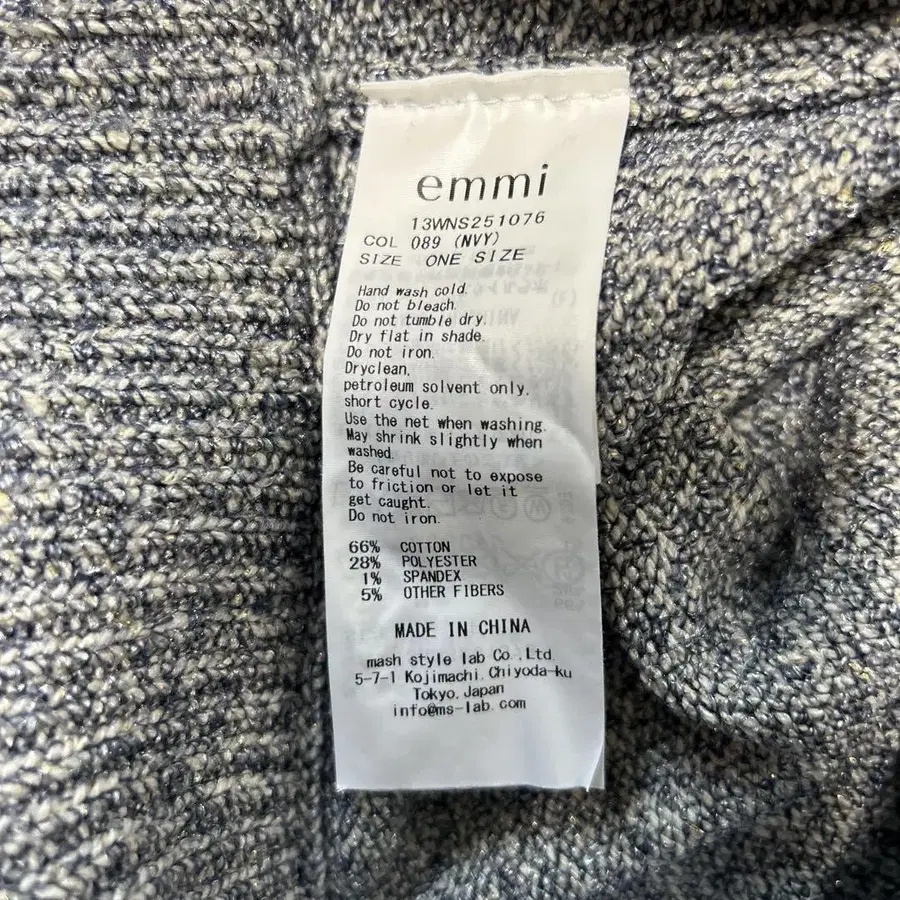 emmi
13WNS251076
COL 089 (NVY)
SIZE ONE SIZE
Hand wash cold.
Do not bleach.
Do not tumble dry.
Dry flat in shade.
Do not iron.
Dryclean,
petroleum solvent only,
short cycle.
Use the net when washing.
May shrink slightly when
washed.
Be careful not to expose
to friction or let it
get caught.
Do not iron.
66% COTTON
28% POLYESTER
1% SPANDEX
5% OTHER FIBERS
MADE IN CHINA
mash style lab Co.,Ltd.
5-7-1 Kojimachi,Chiyoda-ku
Tokyo,Japan
info@ms-lab.com